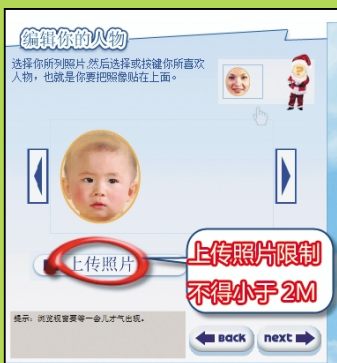 编辑你的人物
选择你所列照片,然后选择或按键你所喜欢
人物，也就是你要把照像贴在上面。
上传照片
上传照片限制
不得小于 2M
提示: 浏览视窗要等一会儿才气出现。
BACK
next